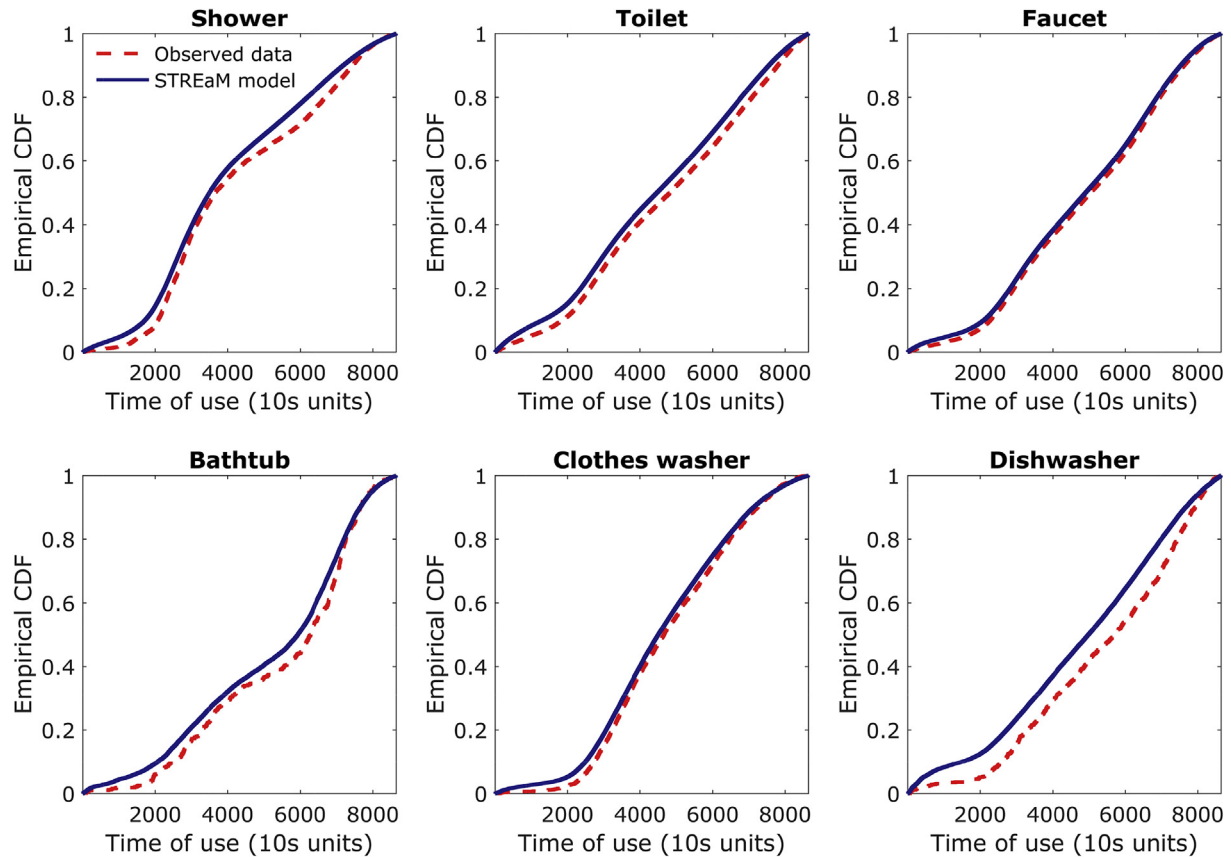 Shower
Toilet
Faucet
1
0.8
0.6
0.4
0.2
0
Empirical CDF
Observed data
STREaM model
2000 4000 6000 8000
Time of use (10s units)
1
0.8
0.6
0.4
0.2
0
Empirical CDF
2000 4000 6000 8000
Time of use (10s units)
1
0.8
0.6
0.4
0.2
0
Empirical CDF
2000 4000 6000 8000
Time of use (10s units)
Bathtub
Clothes washer
Dishwasher
1
0.8
0.6
0.4
0.2
0
Empirical CDF
2000 4000 6000 8000
Time of use (10s units)
1
0.8
0.6
0.4
0.2
0
Empirical CDF
2000 4000 6000 8000
Time of use (10s units)
1
0.8
0.6
0.4
0.2
0
Empirical CDF
2000 4000 6000 8000
Time of use (10s units)